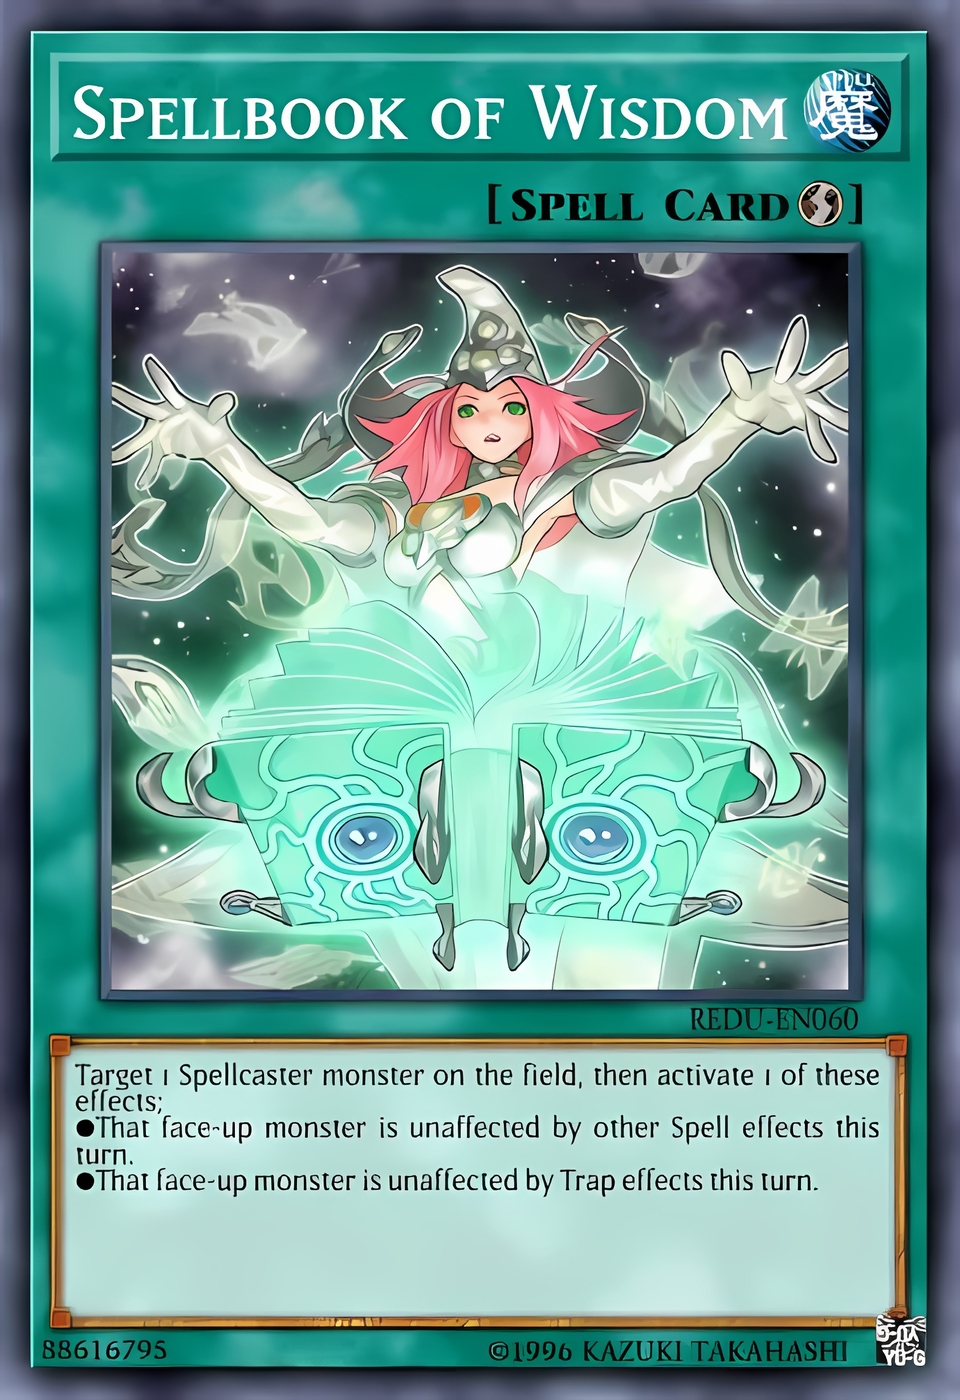 Spellbook of Wisdom 魔
[Spell Card]
REDU-EN060
Target 1 Spellcaster monster on the field, then activate 1 of these
effects;
●That face-up monster is unaffected by other Spell effects this
turn.
●That face-up monster is unaffected by Trap effects this turn.
88616795 ©1996 KAZUKI TAKAHASHI